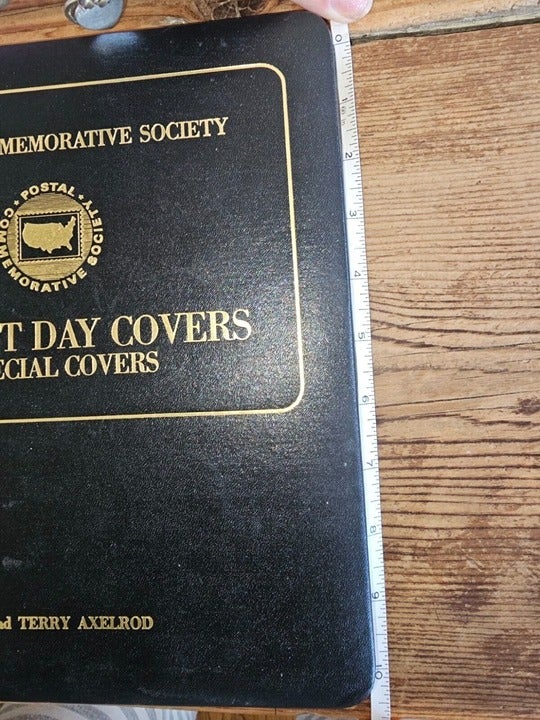 MEMORATIVE SOCIETY
POSTAL
COMMEMORATIVE SOCIETY
T DAY COVERS
ECIAL COVERS
nd TERRY AXELROD
0
1
2
3
4
5
6
7
8
9
10